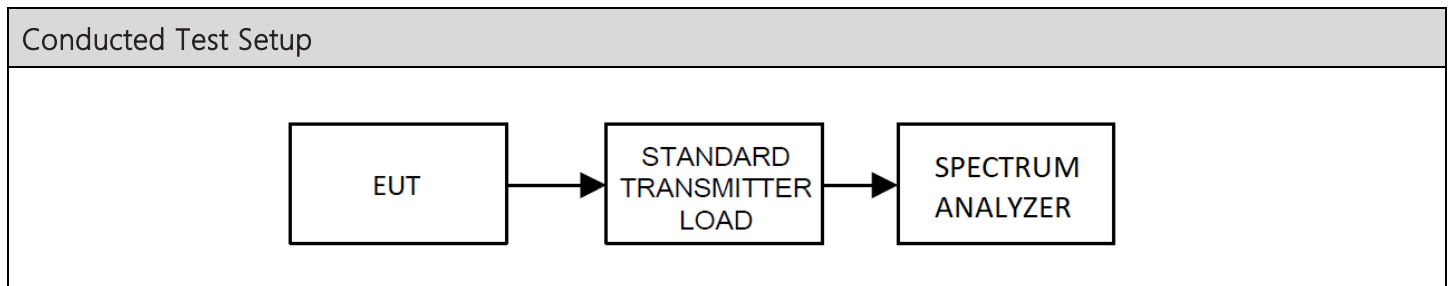 Conducted Test Setup
EUT
STANDARD
TRANSMITTER
LOAD
SPECTRUM
ANALYZER